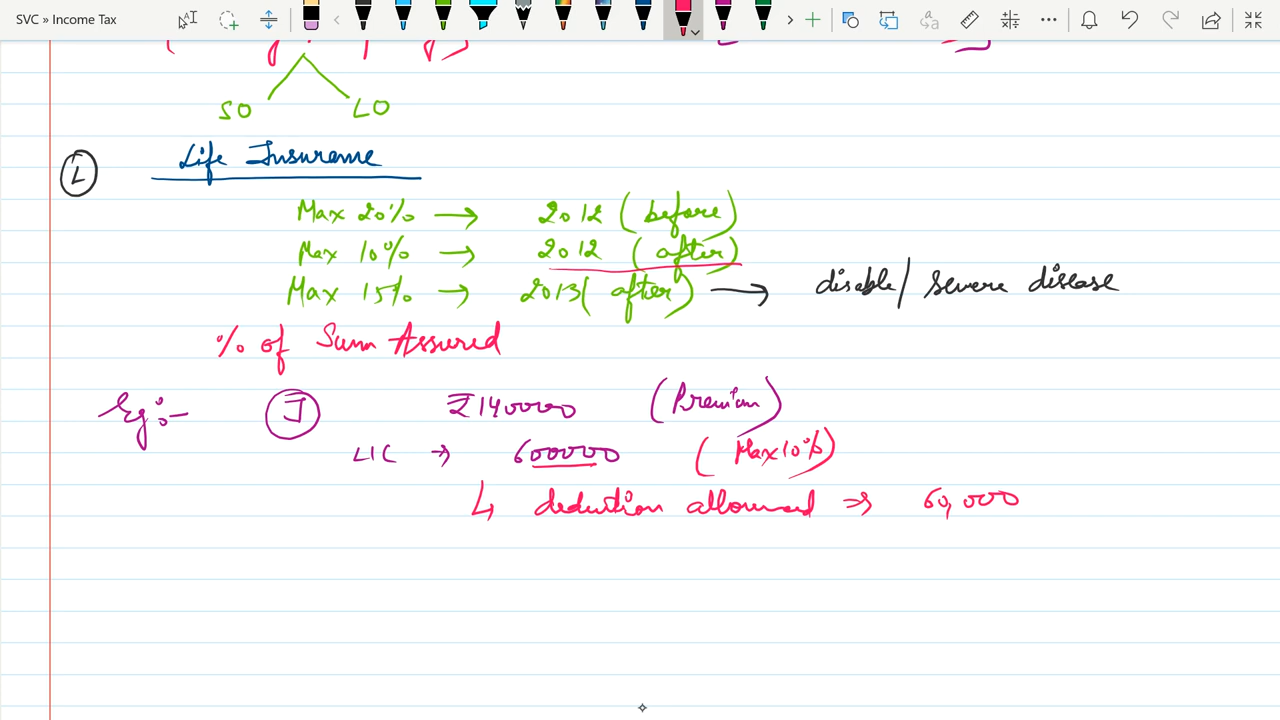 SVC » Income Tax
SO LO
L Life Insurance
Max 20% → 2012 (before)
Max 10% → 2012 (after)
Max 15% → 2013 (after) → disable/ severe disease
% of Sum Assured
Eg:- J ₹140000 (Premium)
LIC → 600000 (Max 10%)
↳ deduction allowed ⇒ 60,000